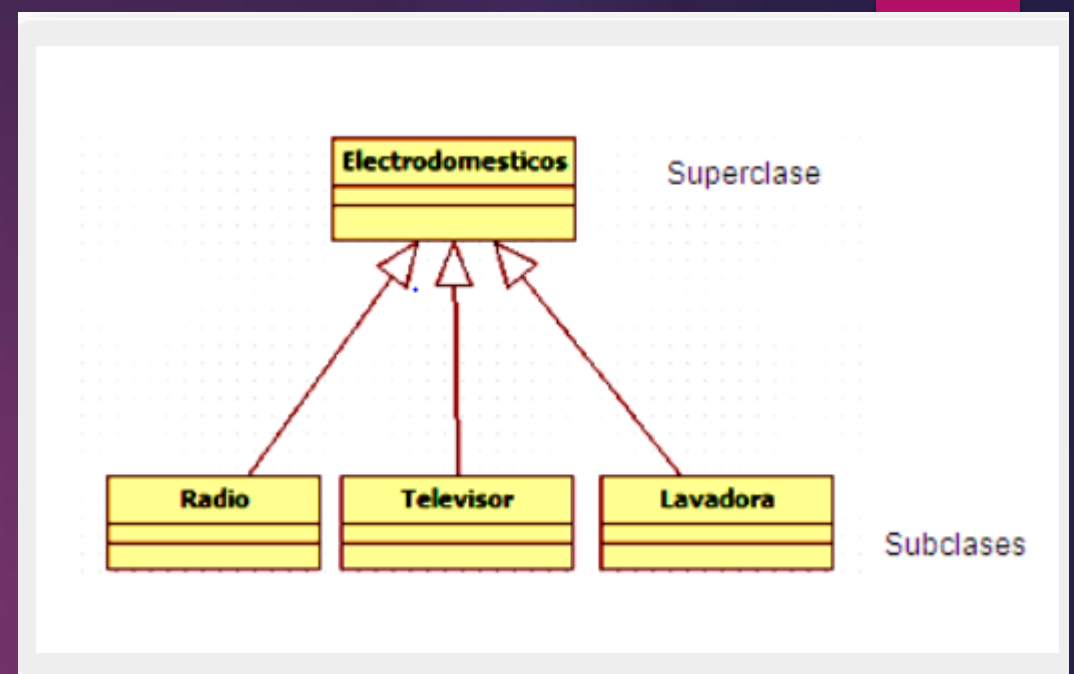 Electrodomesticos
Superclase
Radio
Televisor
Lavadora
Subclases